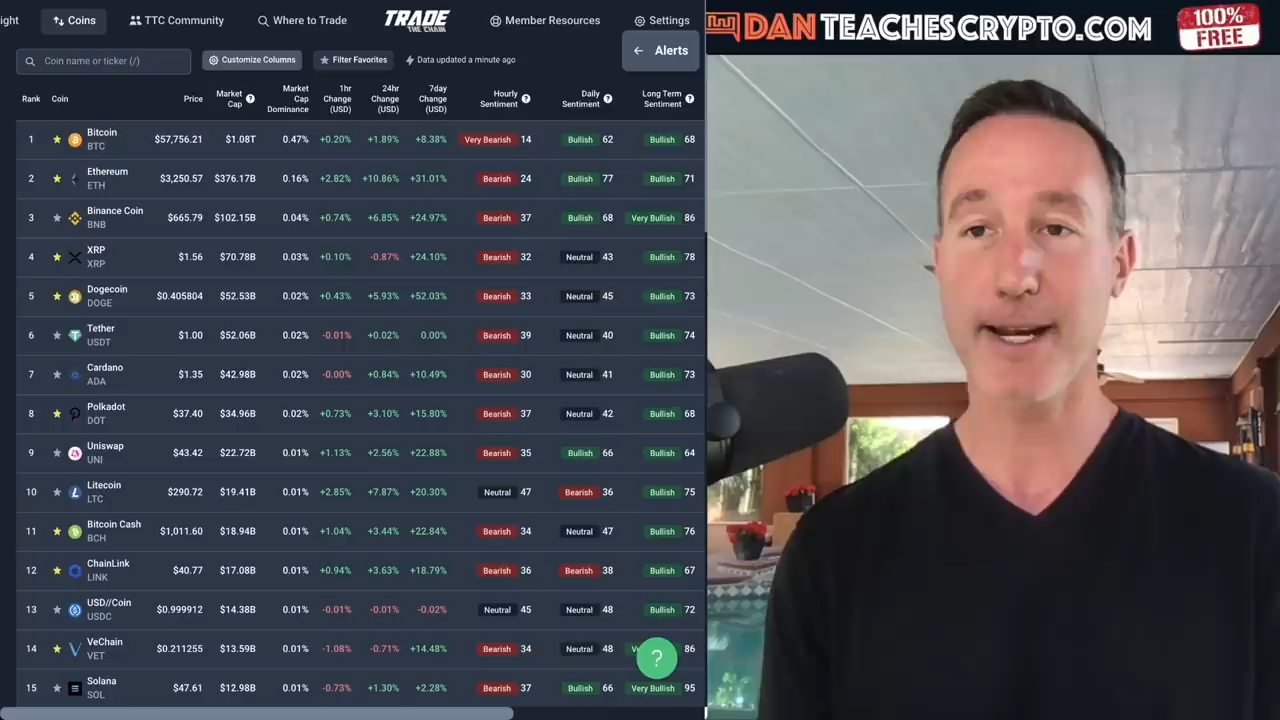 ight
Coins
TTC Community
Where to Trade
TRADE
THE CHAIN
Member Resources
Settings
DAN TEACHESCRYPTO.COM
100%
FREE
Coin name or ticker (/)
Customize Columns
Filter Favorites
Data updated a minute ago
Alerts
Rank Coin Price Market Cap ? Market Cap Dominance 1hr Change (USD) 24hr Change (USD) 7day Change (USD) Hourly Sentiment ? Daily Sentiment ? Long Term Sentiment ?
1 Bitcoin BTC $57,756.21 $1.08T 0.47% +0.20% +1.89% +8.38% Very Bearish 14 Bullish 62 Bullish 68
2 Ethereum ETH $3,250.57 $376.17B 0.16% +2.82% +10.86% +31.01% Bearish 24 Bullish 77 Bullish 71
3 Binance Coin BNB $665.79 $102.15B 0.04% +0.74% +6.85% +24.97% Bearish 37 Bullish 68 Very Bullish 86
4 XRP XRP $1.56 $70.78B 0.03% +0.10% -0.87% +24.10% Bearish 32 Neutral 43 Bullish 78
5 Dogecoin DOGE $0.405804 $52.53B 0.02% +0.43% +5.93% +52.03% Bearish 33 Neutral 45 Bullish 73
6 Tether USDT $1.00 $52.06B 0.02% -0.01% +0.02% 0.00% Bearish 39 Neutral 40 Bullish 74
7 Cardano ADA $1.35 $42.98B 0.02% -0.00% +0.84% +10.49% Bearish 30 Neutral 41 Bullish 73
8 Polkadot DOT $37.40 $34.96B 0.02% +0.73% +3.10% +15.80% Bearish 37 Neutral 42 Bullish 68
9 Uniswap UNI $43.42 $22.72B 0.01% +1.13% +2.56% +22.88% Bearish 35 Bullish 66 Bullish 64
10 Litecoin LTC $290.72 $19.41B 0.01% +2.85% +7.87% +20.30% Neutral 47 Bearish 36 Bullish 75
11 Bitcoin Cash BCH $1,011.60 $18.94B 0.01% +1.04% +3.44% +22.84% Bearish 34 Neutral 47 Bullish 76
12 ChainLink LINK $40.77 $17.08B 0.01% +0.94% +3.63% +18.79% Bearish 36 Bearish 38 Bullish 67
13 USD//Coin USDC $0.999912 $14.38B 0.01% -0.01% -0.01% -0.02% Neutral 45 Neutral 48 Bullish 72
14 VeChain VET $0.211255 $13.59B 0.01% -1.08% -0.71% +14.48% Bearish 34 Neutral 48 86
?
15 Solana SOL $47.61 $12.98B 0.01% -0.73% +1.30% +2.28% Bearish 37 Bullish 66 Very Bullish 95